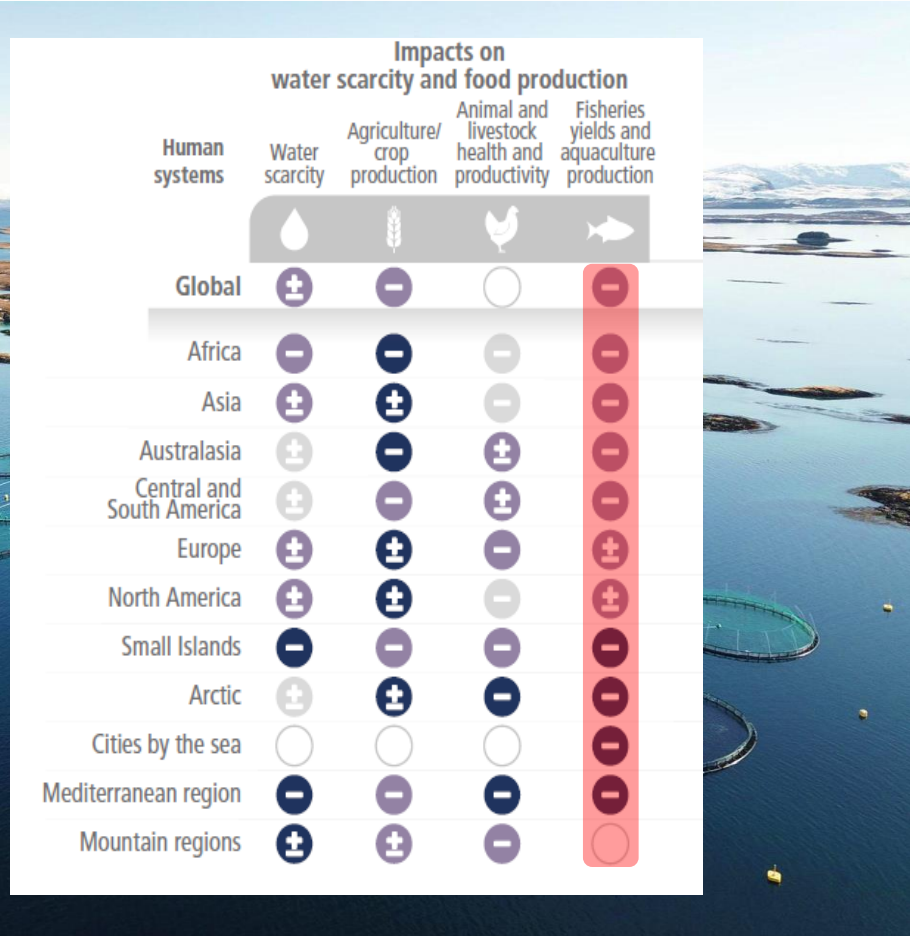 Impacts on
water scarcity and food production
Human
systems
Water
scarcity
Agriculture/
crop
production
Animal and
livestock
health and
productivity
Fisheries
yields and
aquaculture
production
Global ± − −
Africa − − − −
Asia ± ± − −
Australasia ± − ± −
Central and
South America ± − ± −
Europe ± ± − ±
North America ± ± − ±
Small Islands − − − −
Arctic ± ± − −
Cities by the sea −
Mediterranean region − − − −
Mountain regions ± ± −